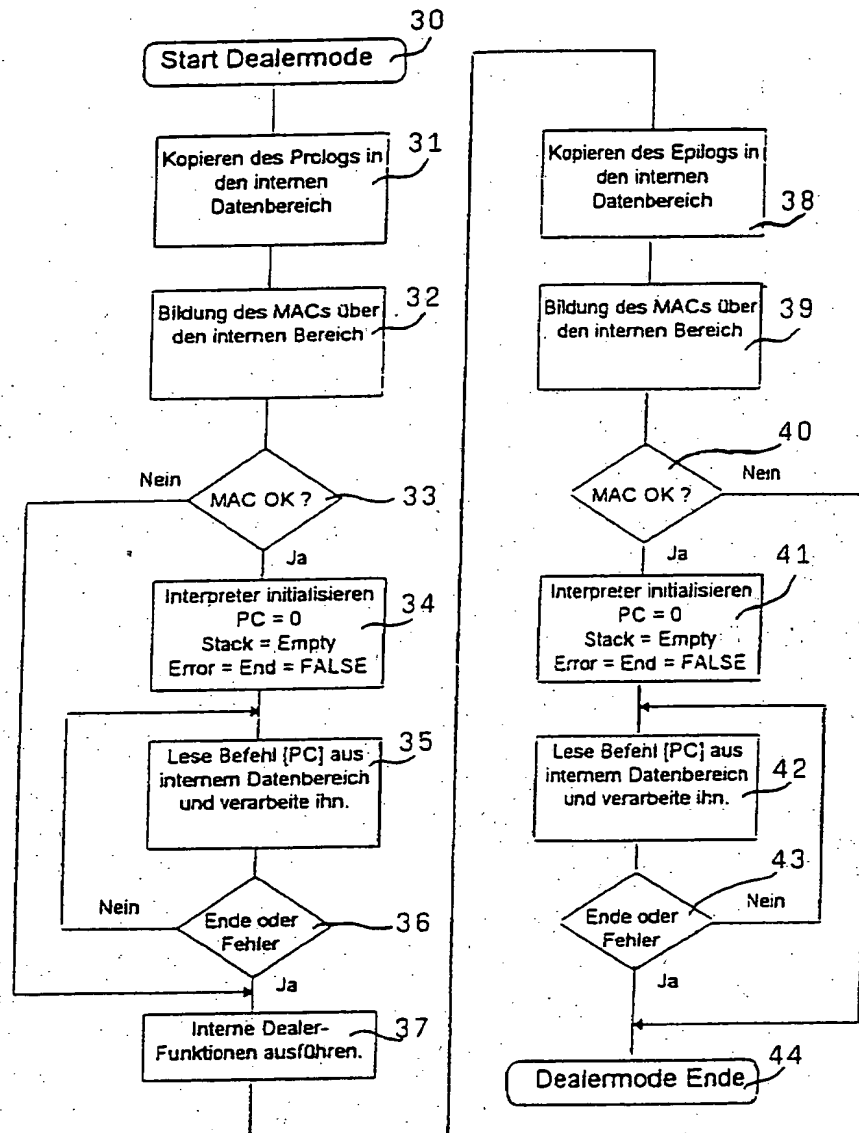 30
Start Dealermode
Kopieren des Prologs in
den internen
Datenbereich
31
Bildung des MACs über
den internen Bereich
32
Nein
MAC OK ?
33
Ja
Interpreter initialisieren
PC = 0
Stack = Empty
Error = End = FALSE
34
Lese Befehl [PC] aus
internem Datenbereich
und verarbeite ihn.
35
Nein
Ende oder
Fehler
36
Ja
Interne Dealer-
Funktionen ausführen.
37
Kopieren des Epilogs in
den internen
Datenbereich
38
Bildung des MACs über
den internen Bereich
39
40
MAC OK ?
Nein
Ja
Interpreter initialisieren
PC = 0
Stack = Empty
Error = End = FALSE
41
Lese Befehl [PC] aus
internem Datenbereich
und verarbeite ihn.
42
43
Ende oder
Fehler
Nein
Ja
Dealermode Ende
44